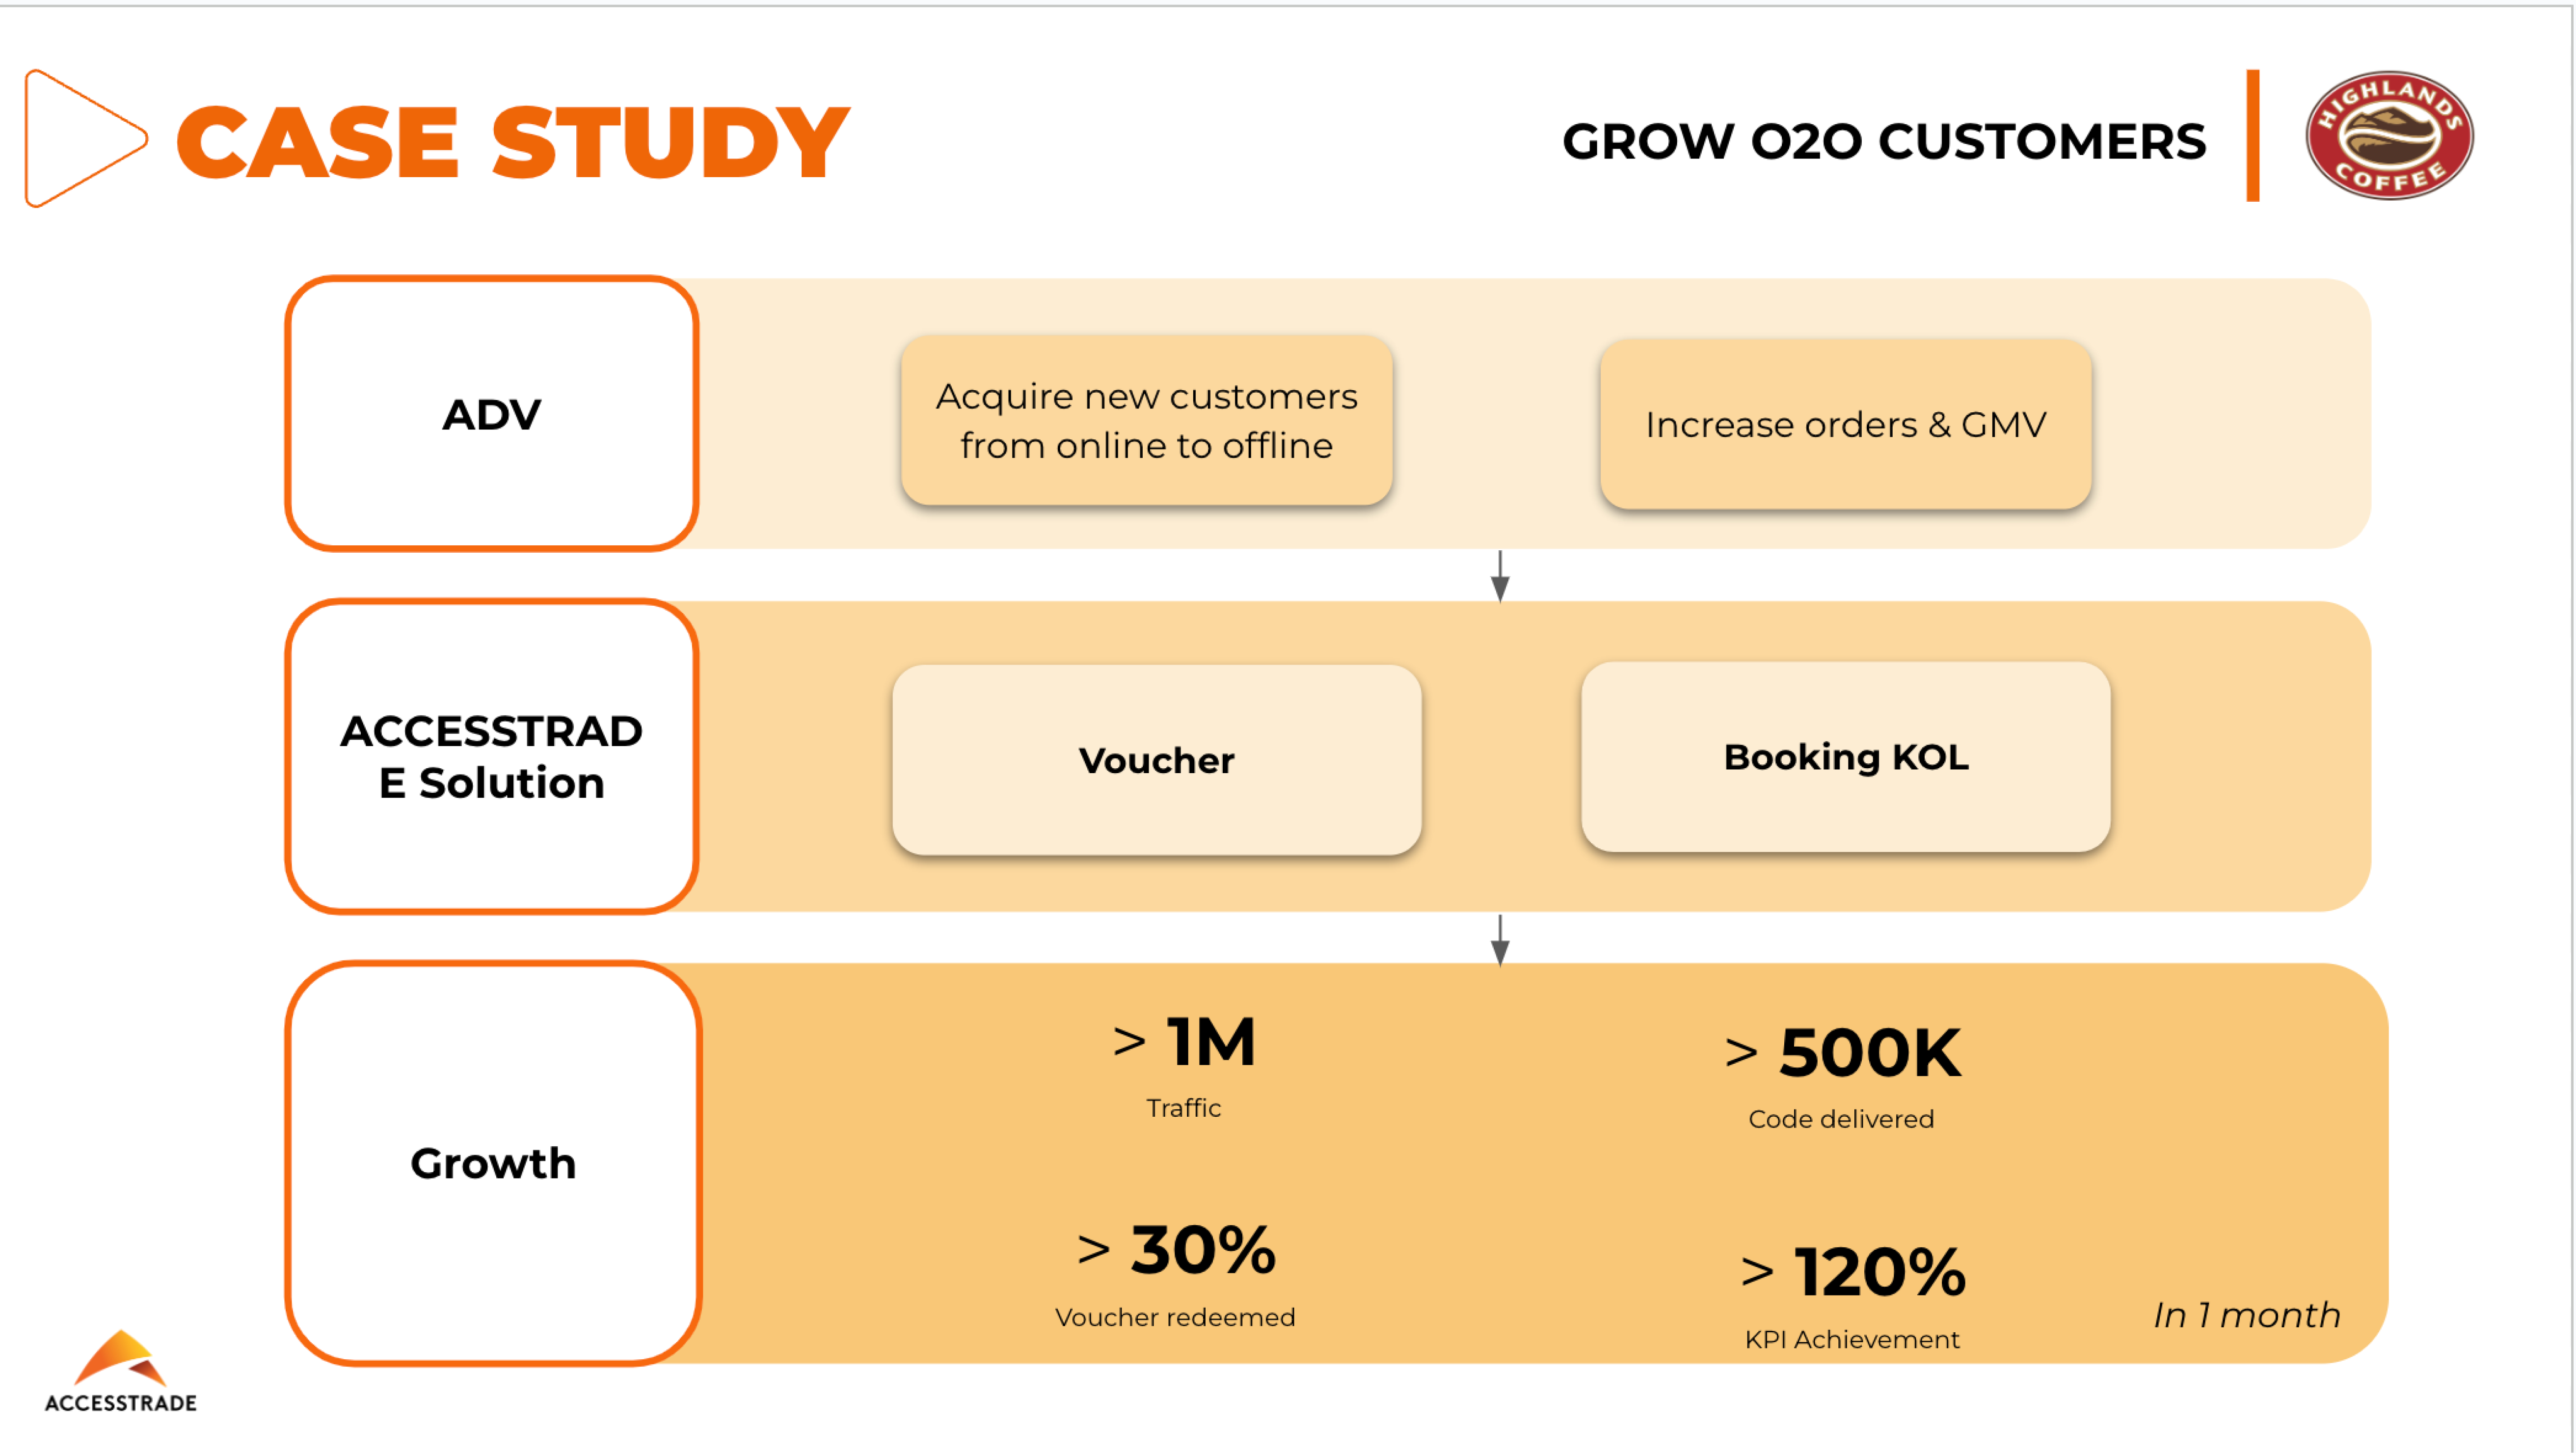 CASE STUDY
GROW O2O CUSTOMERS
HIGHLANDS
COFFEE
ADV
Acquire new customers
from online to offline
Increase orders & GMV
ACCESSTRAD
E Solution
Voucher
Booking KOL
Growth
> 1M
Traffic
> 500K
Code delivered
> 30%
Voucher redeemed
> 120%
KPI Achievement
In 1 month
ACCESSTRADE